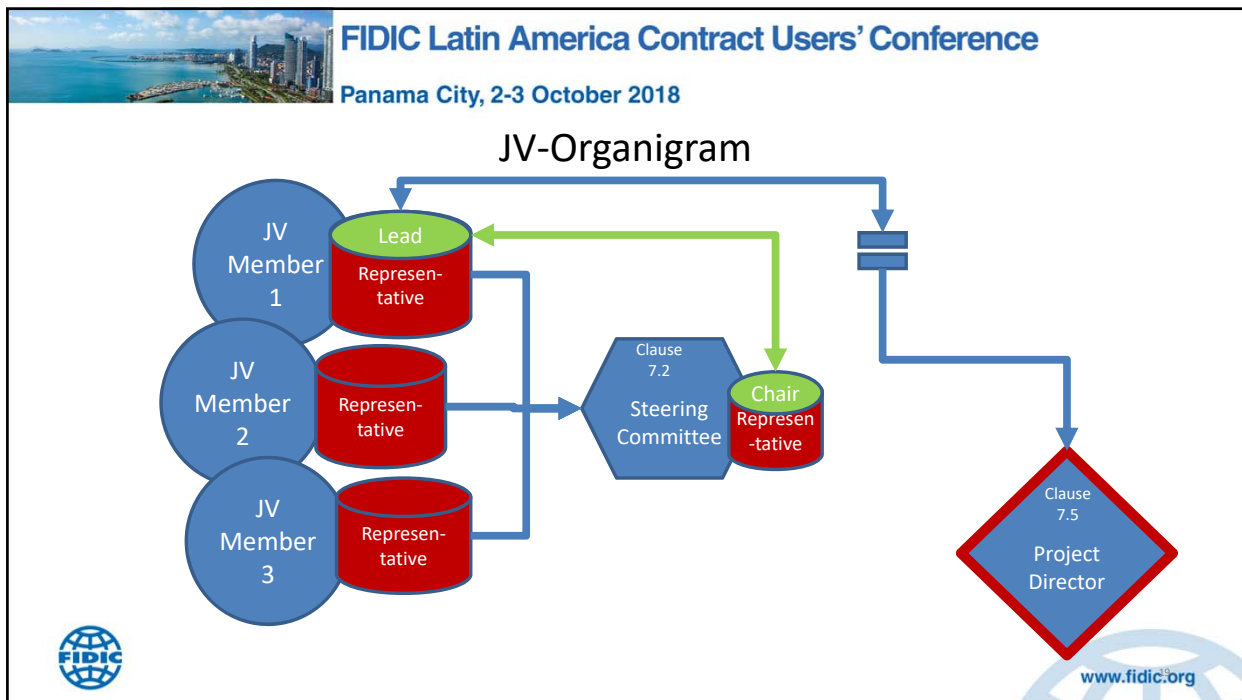 FIDIC Latin America Contract Users’ Conference
Panama City, 2-3 October 2018
JV-Organigram
JV
Member
1
Lead
Represen-
tative
JV
Member
2
Represen-
tative
JV
Member
3
Represen-
tative
Clause
7.2
Steering
Committee
Chair
Represen
-tative
Clause
7.5
Project
Director
FIDIC
www.fidic.org
19